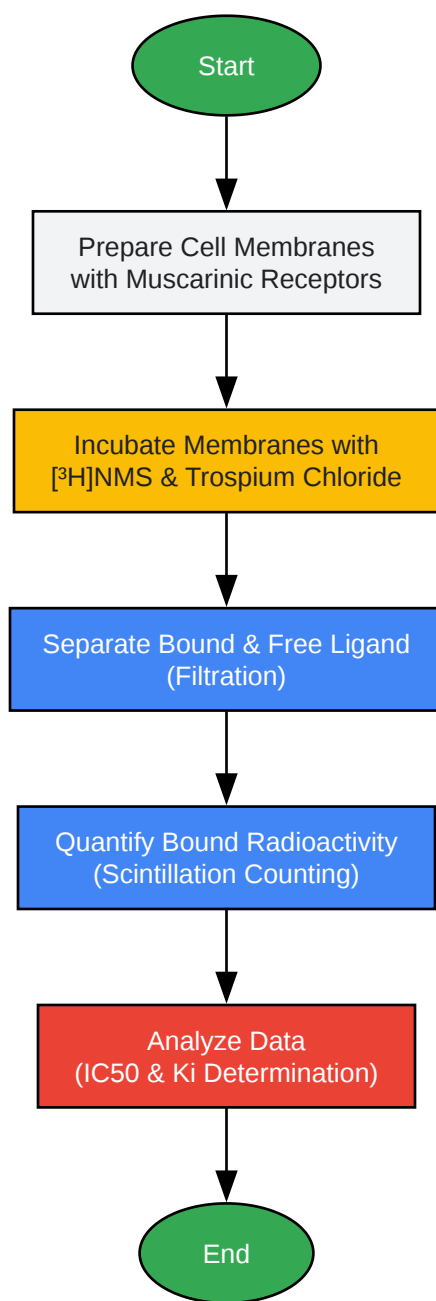 Start
Prepare Cell Membranes
with Muscarinic Receptors
Incubate Membranes with
[³H]NMS & Trospium Chloride
Separate Bound & Free Ligand
(Filtration)
Quantify Bound Radioactivity
(Scintillation Counting)
Analyze Data
(IC50 & Ki Determination)
End